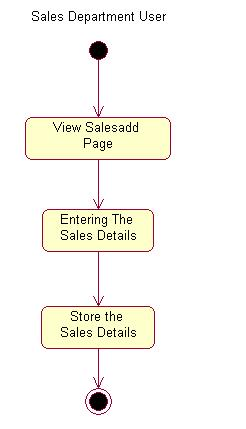 Sales Department User
View Salesadd
Page
Entering The
Sales Details
Store the
Sales Details